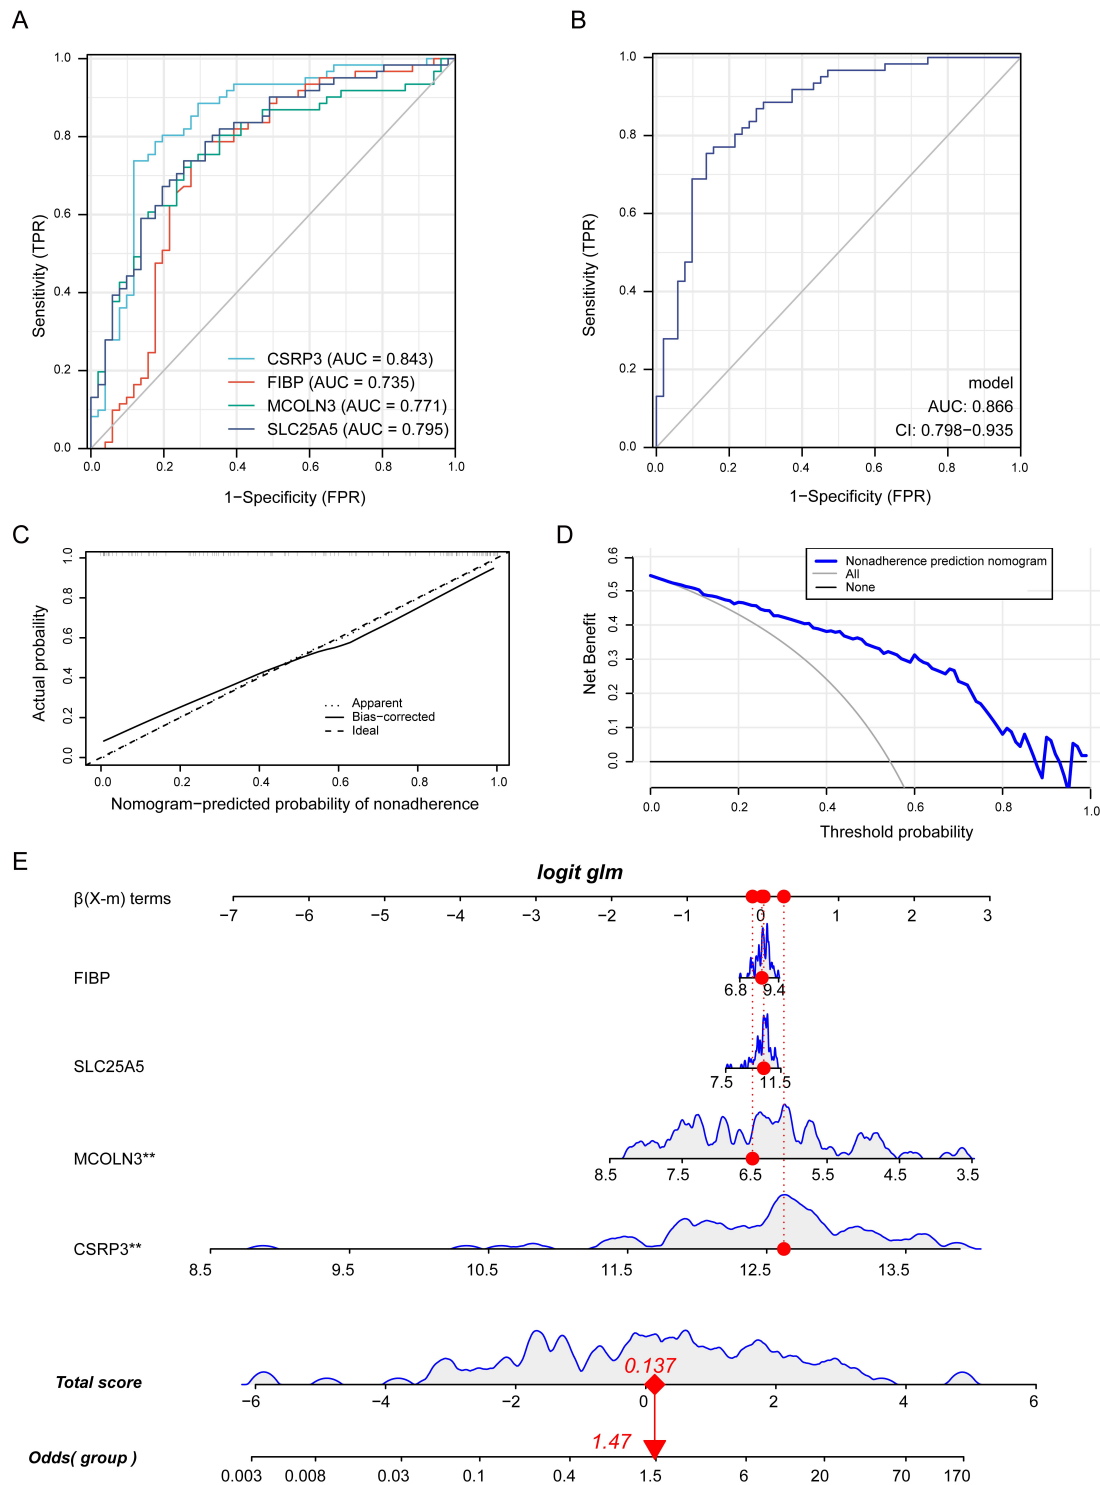 A
1.0
0.8
0.6
0.4
0.2
0.0
Sensitivity (TPR)
CSRP3 (AUC = 0.843)
FIBP (AUC = 0.735)
MCOLN3 (AUC = 0.771)
SLC25A5 (AUC = 0.795)
0.0 0.2 0.4 0.6 0.8 1.0
1−Specificity (FPR)
B
1.0
0.8
0.6
0.4
0.2
0.0
Sensitivity (TPR)
model
AUC: 0.866
CI: 0.798−0.935
0.0 0.2 0.4 0.6 0.8 1.0
1−Specificity (FPR)
C
1.0
0.8
0.6
0.4
0.2
0.0
Actual probability
Apparent
Bias−corrected
Ideal
0.0 0.2 0.4 0.6 0.8 1.0
Nomogram−predicted probability of nonadherence
D
0.6
0.5
0.4
0.3
0.2
0.1
0.0
Net Benefit
Nonadherence prediction nomogram
All
None
0.0 0.2 0.4 0.6 0.8 1.0
Threshold probability
E
logit glm
β(X-m) terms
−7 −6 −5 −4 −3 −2 −1 0 1 2 3
FIBP
6.8 9.4
SLC25A5
7.5 11.5
MCOLN3**
8.5 7.5 6.5 5.5 4.5 3.5
CSRP3**
8.5 9.5 10.5 11.5 12.5 13.5
0.137
Total score
−6 −4 −2 0 2 4 6
1.47
Odds( group )
0.003 0.008 0.03 0.1 0.4 1.5 6 20 70 170